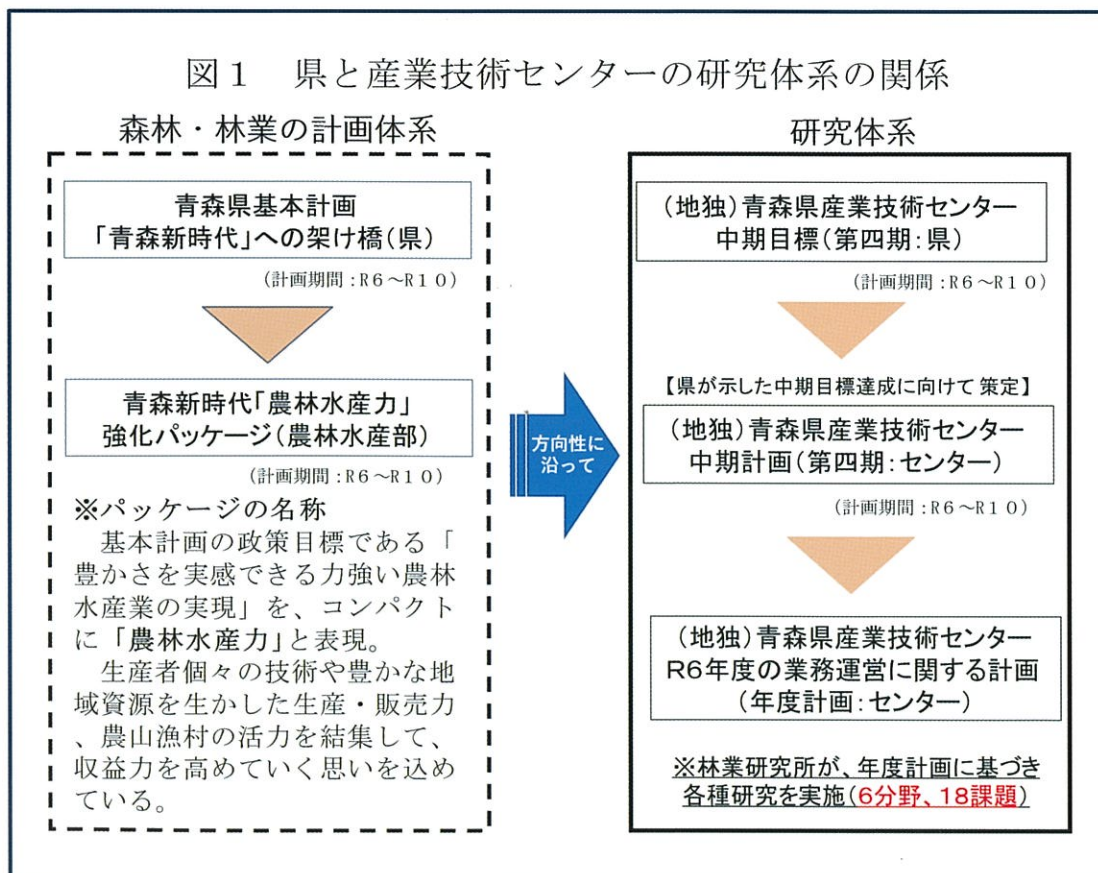 図1　県と産業技術センターの研究体系の関係
森林・林業の計画体系
青森県基本計画
「青森新時代」への架け橋(県)
(計画期間:R6~R10)
青森新時代「農林水産力」
強化パッケージ(農林水産部)
(計画期間:R6~R10)
※パッケージの名称
　基本計画の政策目標である「
豊かさを実感できる力強い農林
水産業の実現」を、コンパクト
に「農林水産力」と表現。
　生産者個々の技術や豊かな地
域資源を生かした生産・販売力
、農山漁村の活力を結集して、
収益力を高めていく思いを込め
ている。
方向性に
沿って
研究体系
(地独)青森県産業技術センター
中期目標(第四期:県)
(計画期間:R6~R10)
【県が示した中期目標達成に向けて策定】
(地独)青森県産業技術センター
中期計画(第四期:センター)
(計画期間:R6~R10)
(地独)青森県産業技術センター
R6年度の業務運営に関する計画
(年度計画:センター)
※林業研究所が、年度計画に基づき
各種研究を実施(6分野、18課題)